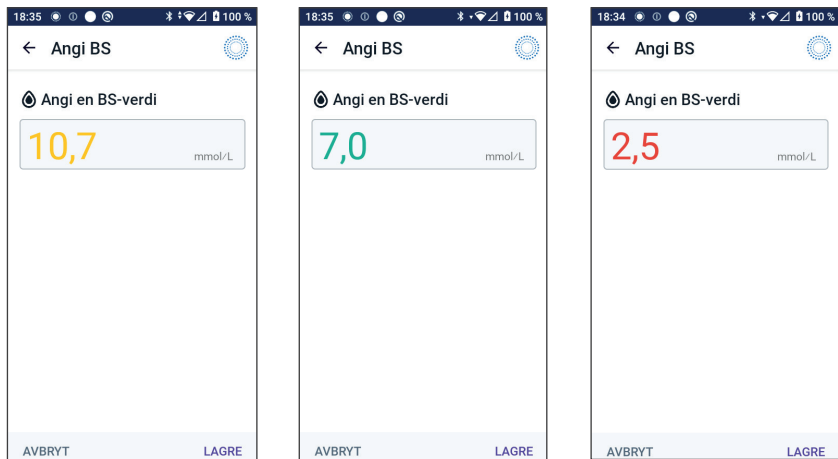 18:35 100 %
Angi BS
Angi en BS-verdi
10,7 mmol/L
AVBRYT LAGRE
18:35 100 %
Angi BS
Angi en BS-verdi
7,0 mmol/L
AVBRYT LAGRE
18:34 100 %
Angi BS
Angi en BS-verdi
2,5 mmol/L
AVBRYT LAGRE